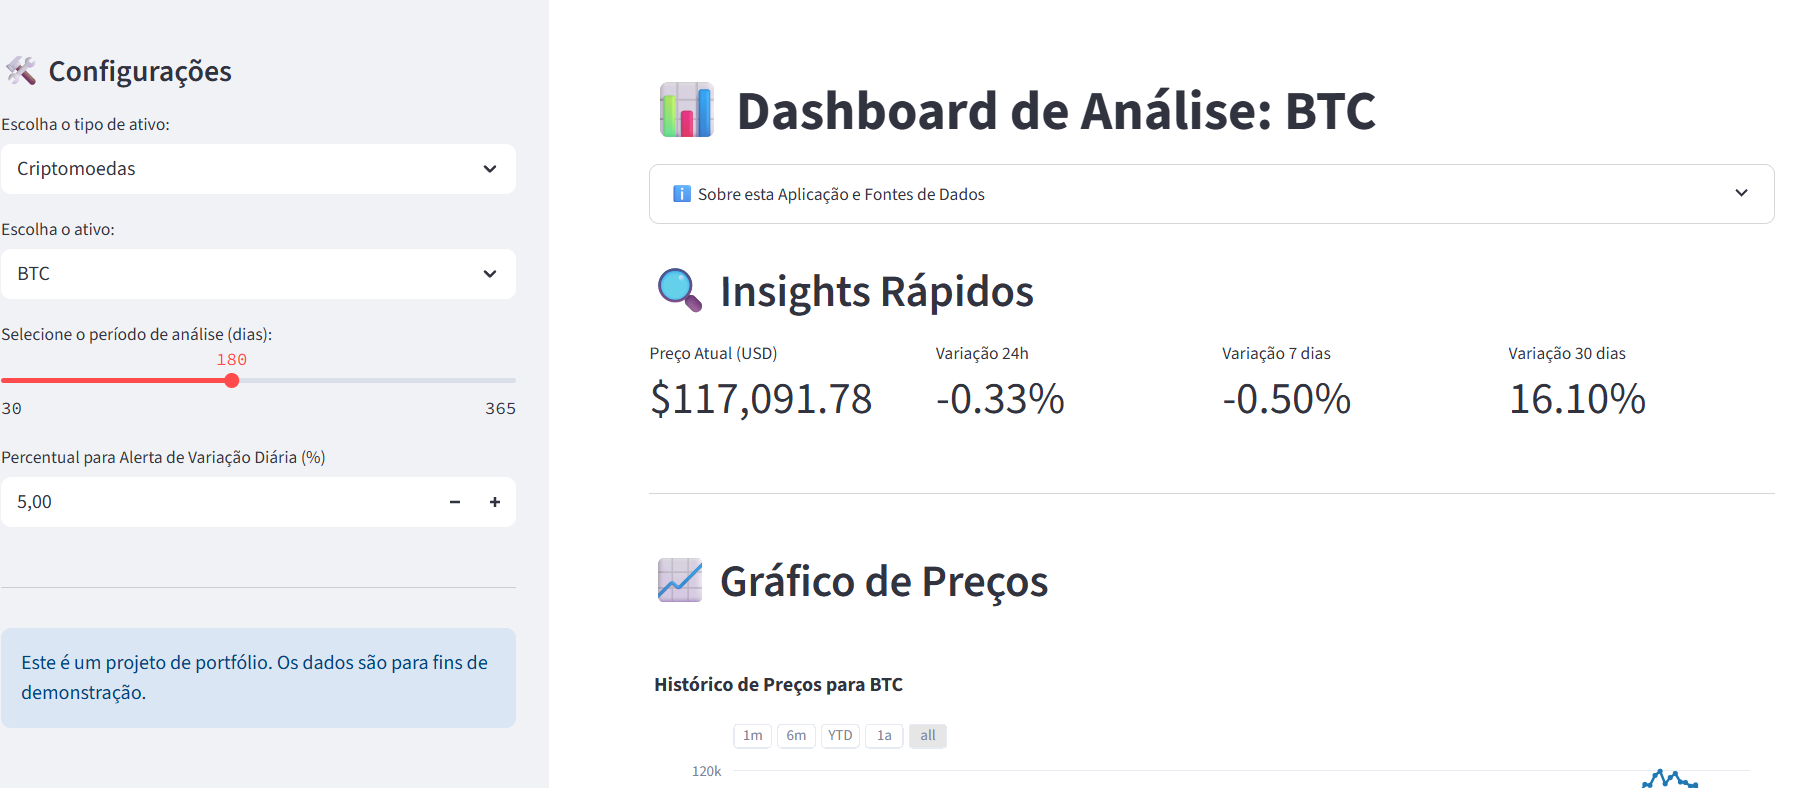 Configurações
Escolha o tipo de ativo:
Criptomoedas
Escolha o ativo:
BTC
Selecione o período de análise (dias):
180
30 365
Percentual para Alerta de Variação Diária (%)
5,00
Este é um projeto de portfólio. Os dados são para fins de
demonstração.
Dashboard de Análise: BTC
Sobre esta Aplicação e Fontes de Dados
Insights Rápidos
Preço Atual (USD)
$117,091.78
Variação 24h
-0.33%
Variação 7 dias
-0.50%
Variação 30 dias
16.10%
Gráfico de Preços
Histórico de Preços para BTC
1m 6m YTD 1a all
120k